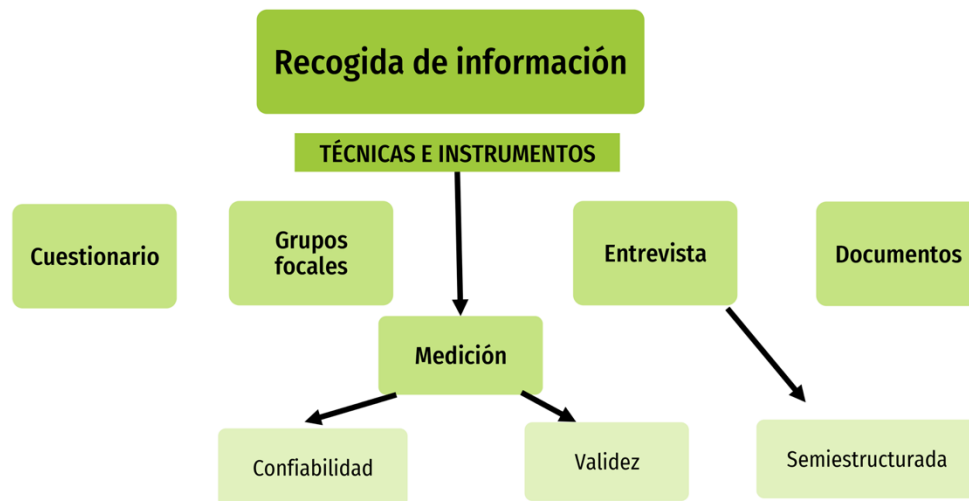 Recogida de información
TÉCNICAS E INSTRUMENTOS
Cuestionario
Grupos
focales
Entrevista
Documentos
Medición
Confiabilidad
Validez
Semiestructurada